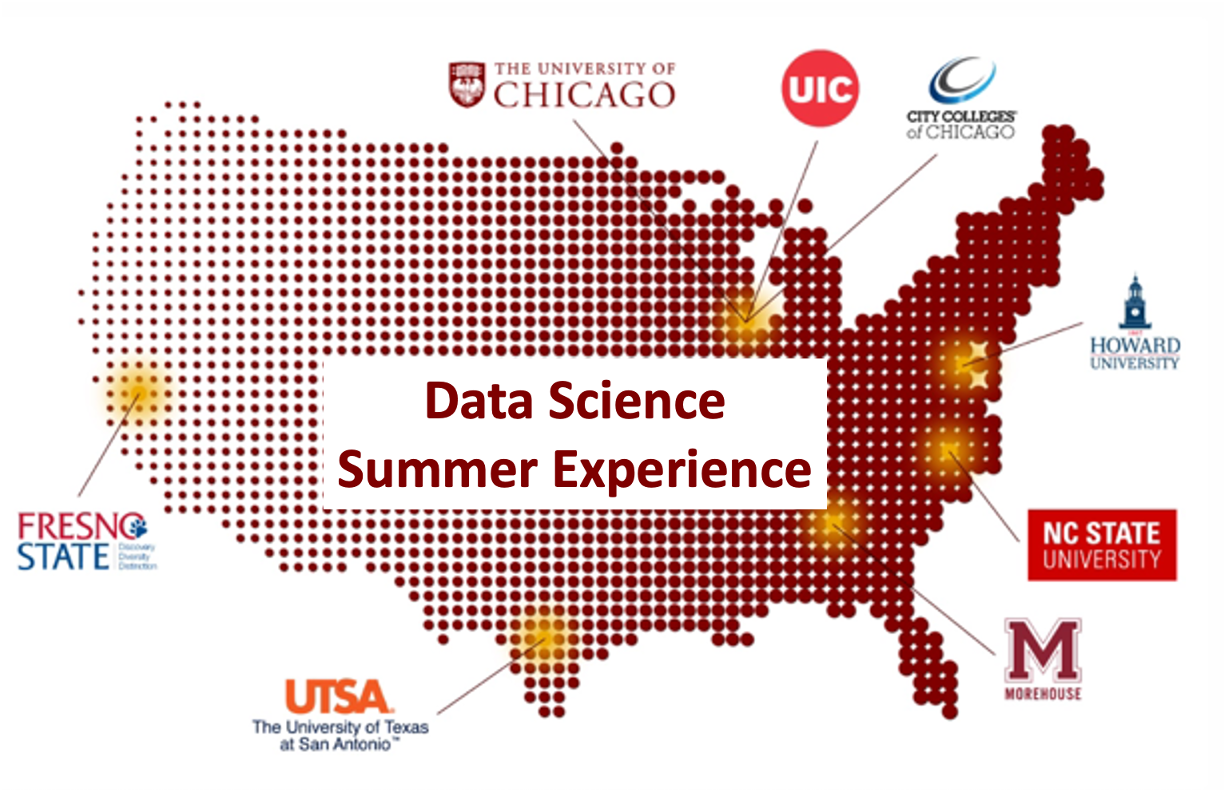 THE UNIVERSITY OF
CHICAGO
UIC
CITY COLLEGES
of CHICAGO
HOWARD
UNIVERSITY
Data Science
Summer Experience
FRESNO
STATE
Discovery
Diversity
Distinction
NC STATE
UNIVERSITY
M
MOREHOUSE
UTSA
The University of Texas
at San Antonio™